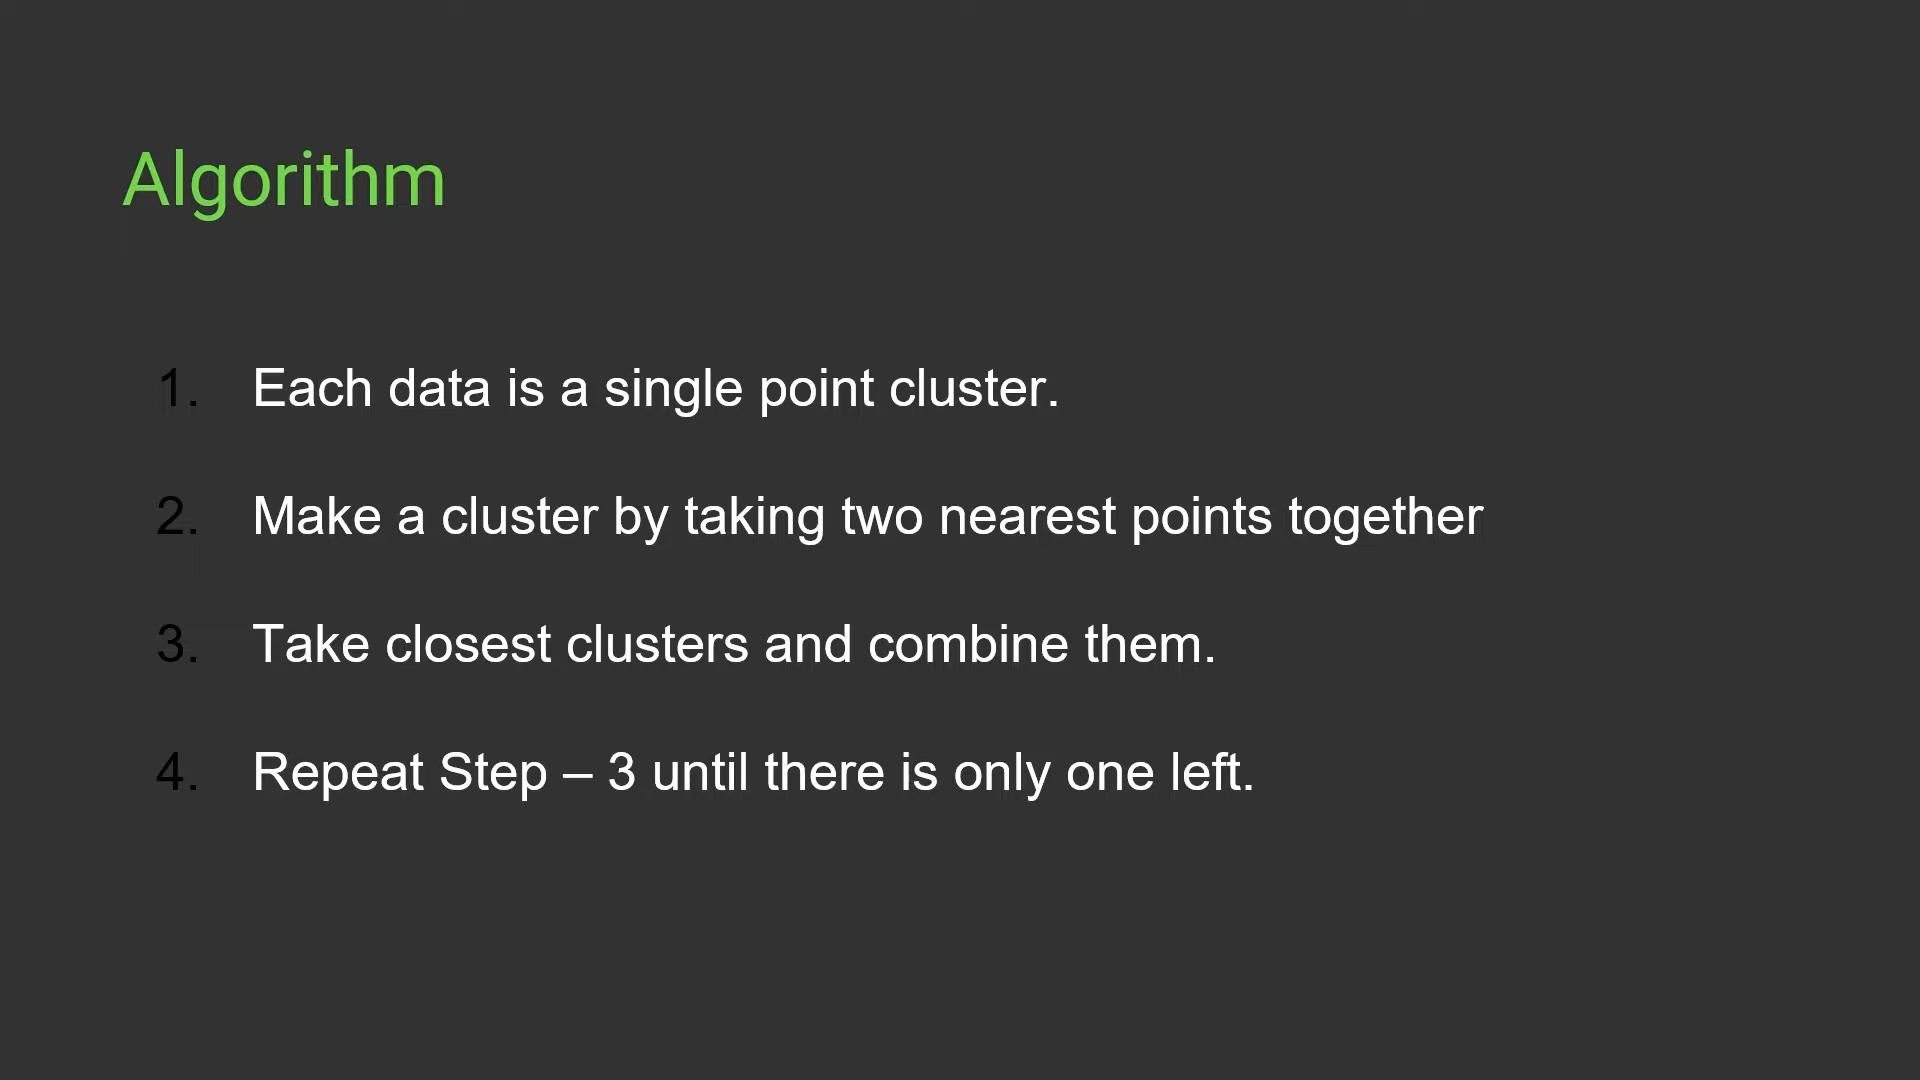 Algorithm
1. Each data is a single point cluster.
2. Make a cluster by taking two nearest points together
3. Take closest clusters and combine them.
4. Repeat Step – 3 until there is only one left.